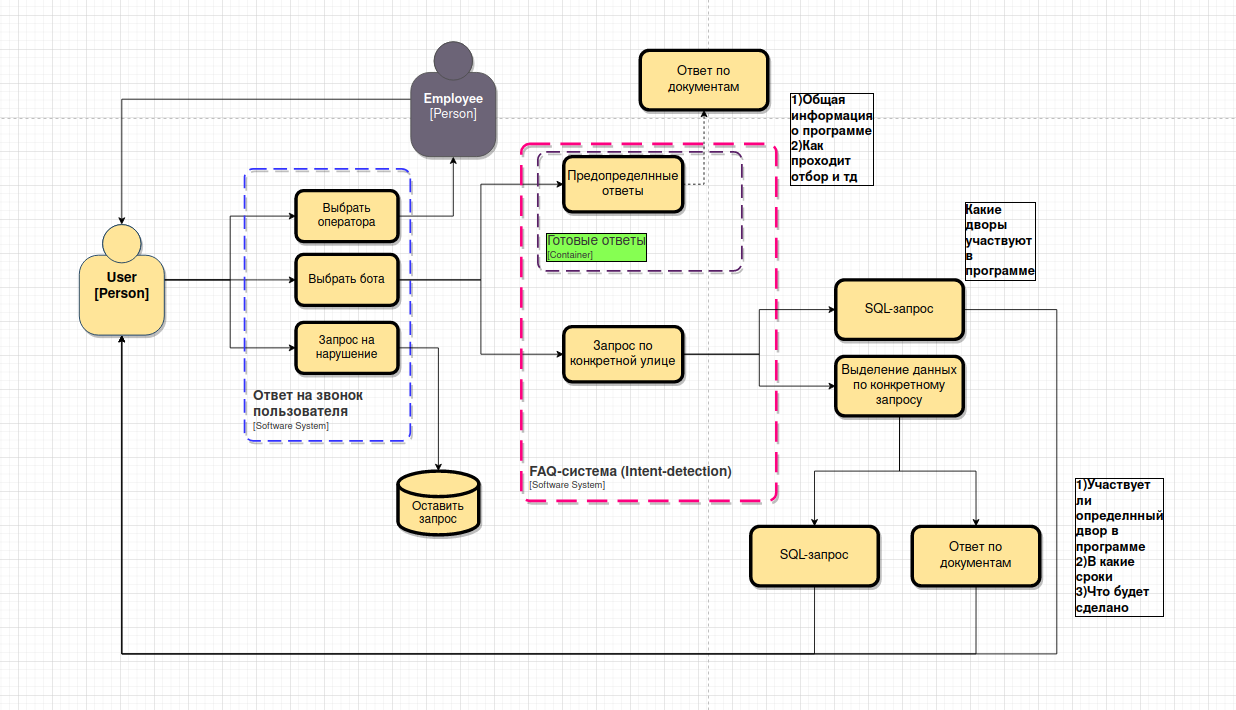 Employee
[Person]
Ответ по
документам
1)Общая
информация
о программе
2)Как
проходит
отбор и тд
Предопределнные
ответы
Готовые ответы
[Container]
Выбрать
оператора
Выбрать бота
Запрос на
нарушение
Ответ на звонок
пользователя
[Software System]
User
[Person]
Какие
дворы
участвуют
в
программе
SQL-запрос
Запрос по
конкретной улице
Выделение данных
по конкретному
запросу
FAQ-система (Intent-detection)
[Software System]
Оставить
запрос
1)Участвует
ли
определнный
двор в
программе
2)В какие
сроки
3)Что будет
сделано
SQL-запрос
Ответ по
документам